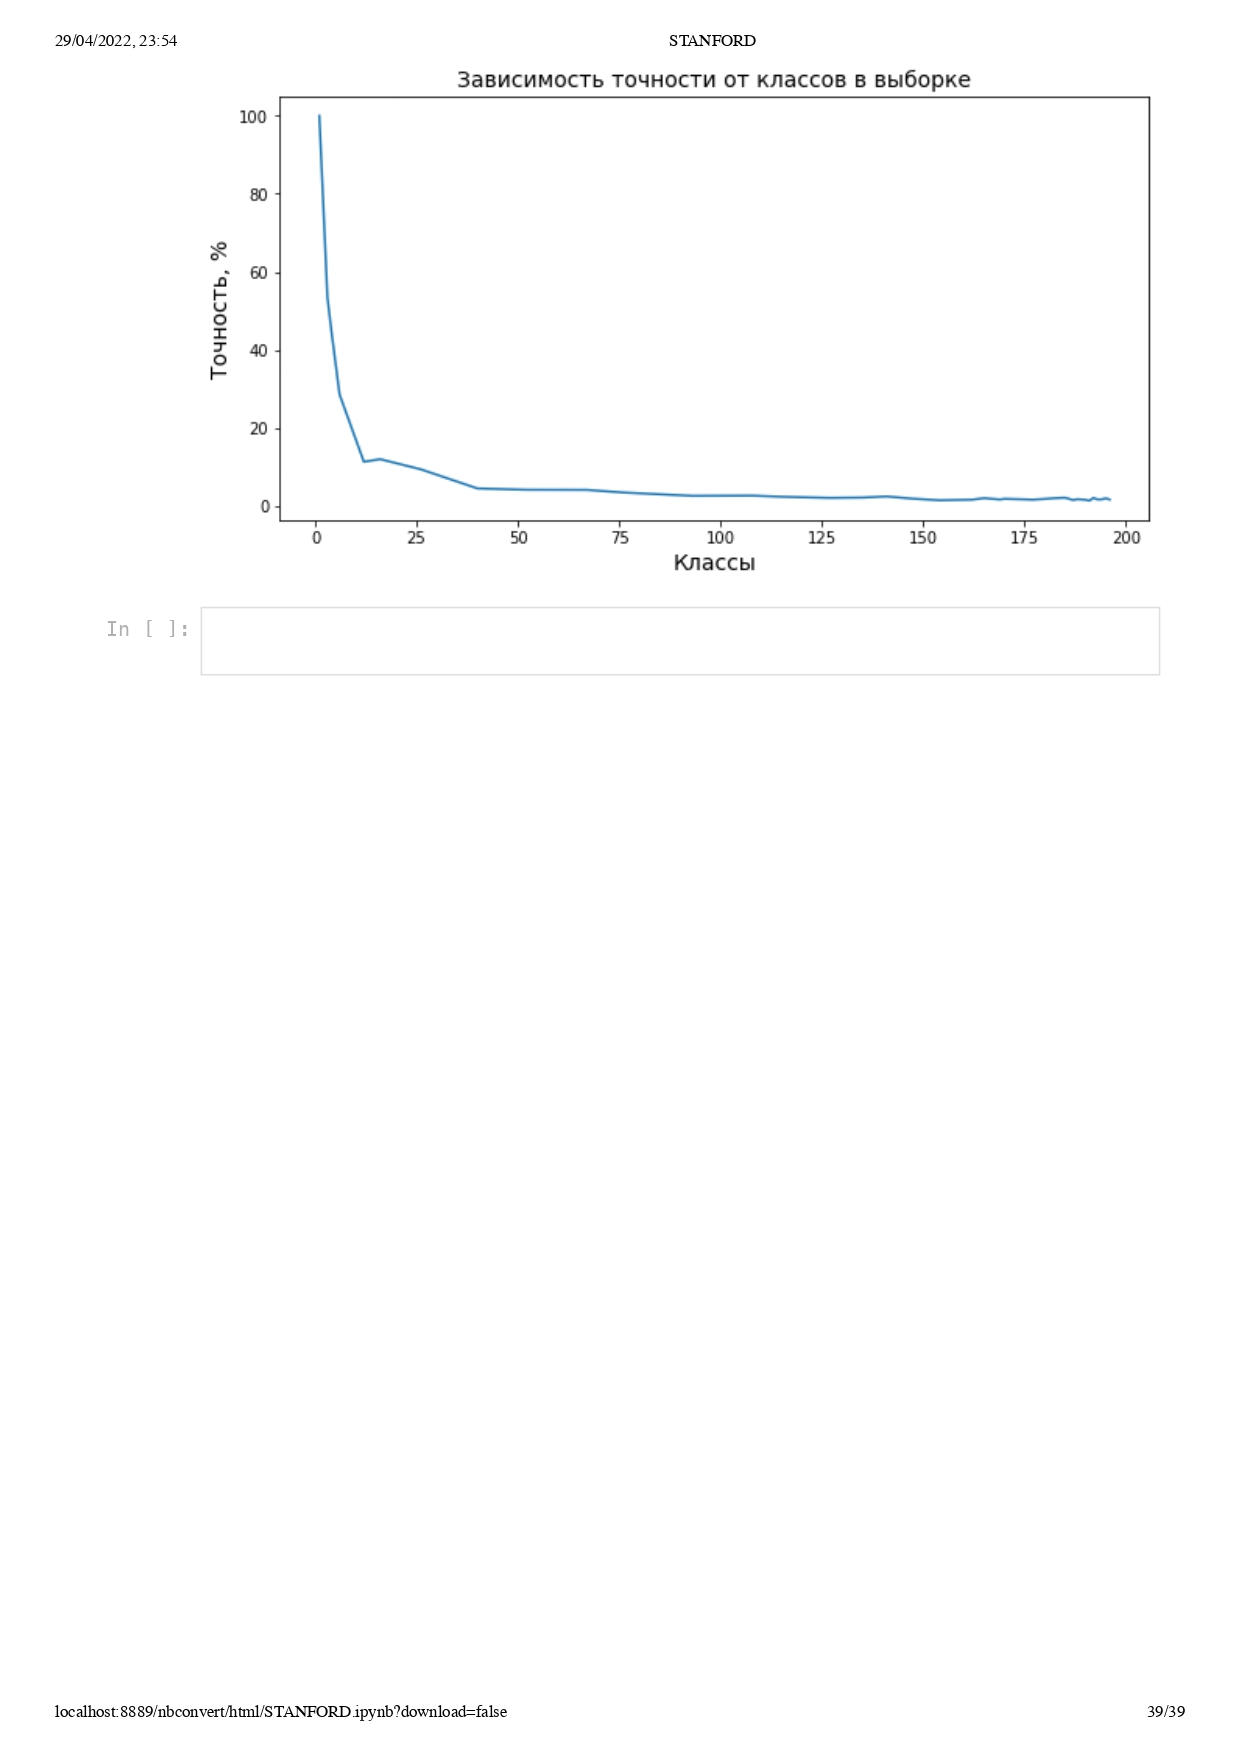 29/04/2022, 23:54 STANFORD
Зависимость точности от классов в выборке
100
80
60
40
20
0
Точность, %
0 25 50 75 100 125 150 175 200
Классы
In [ ]:
localhost:8889/nbconvert/html/STANFORD.ipynb?download=false 39/39